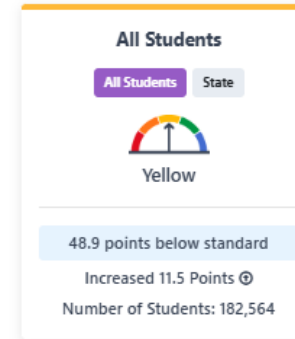 All Students
All Students State
Yellow
48.9 points below standard
Increased 11.5 Points
Number of Students: 182,564